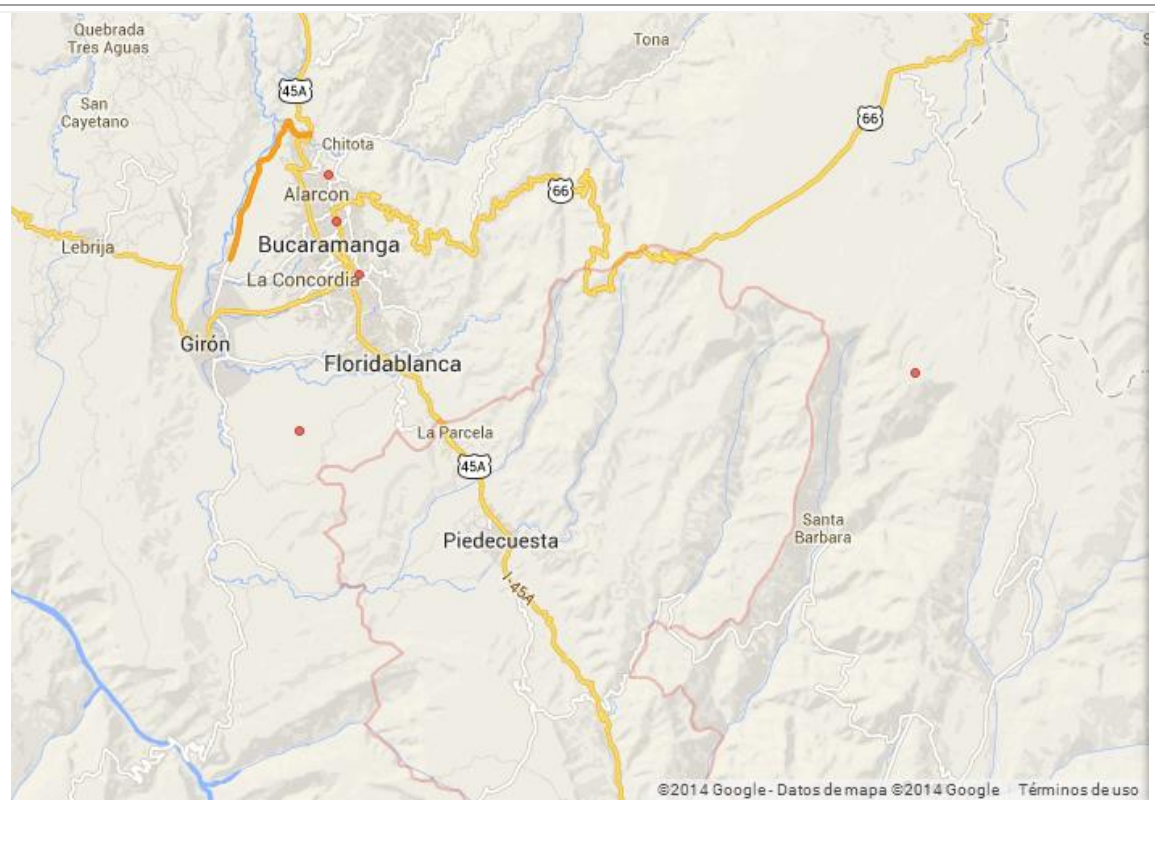 Quebrada
Tres Aguas
Tona
45A
San
Cayetano
66
Chitota
Alarcon
66
Lebrija
Bucaramanga
La Concordia
Girón
Floridablanca
La Parcela
45A
Santa
Barbara
Piedecuesta
I-45A
©2014 Google - Datos de mapa ©2014 Google
Términos de uso